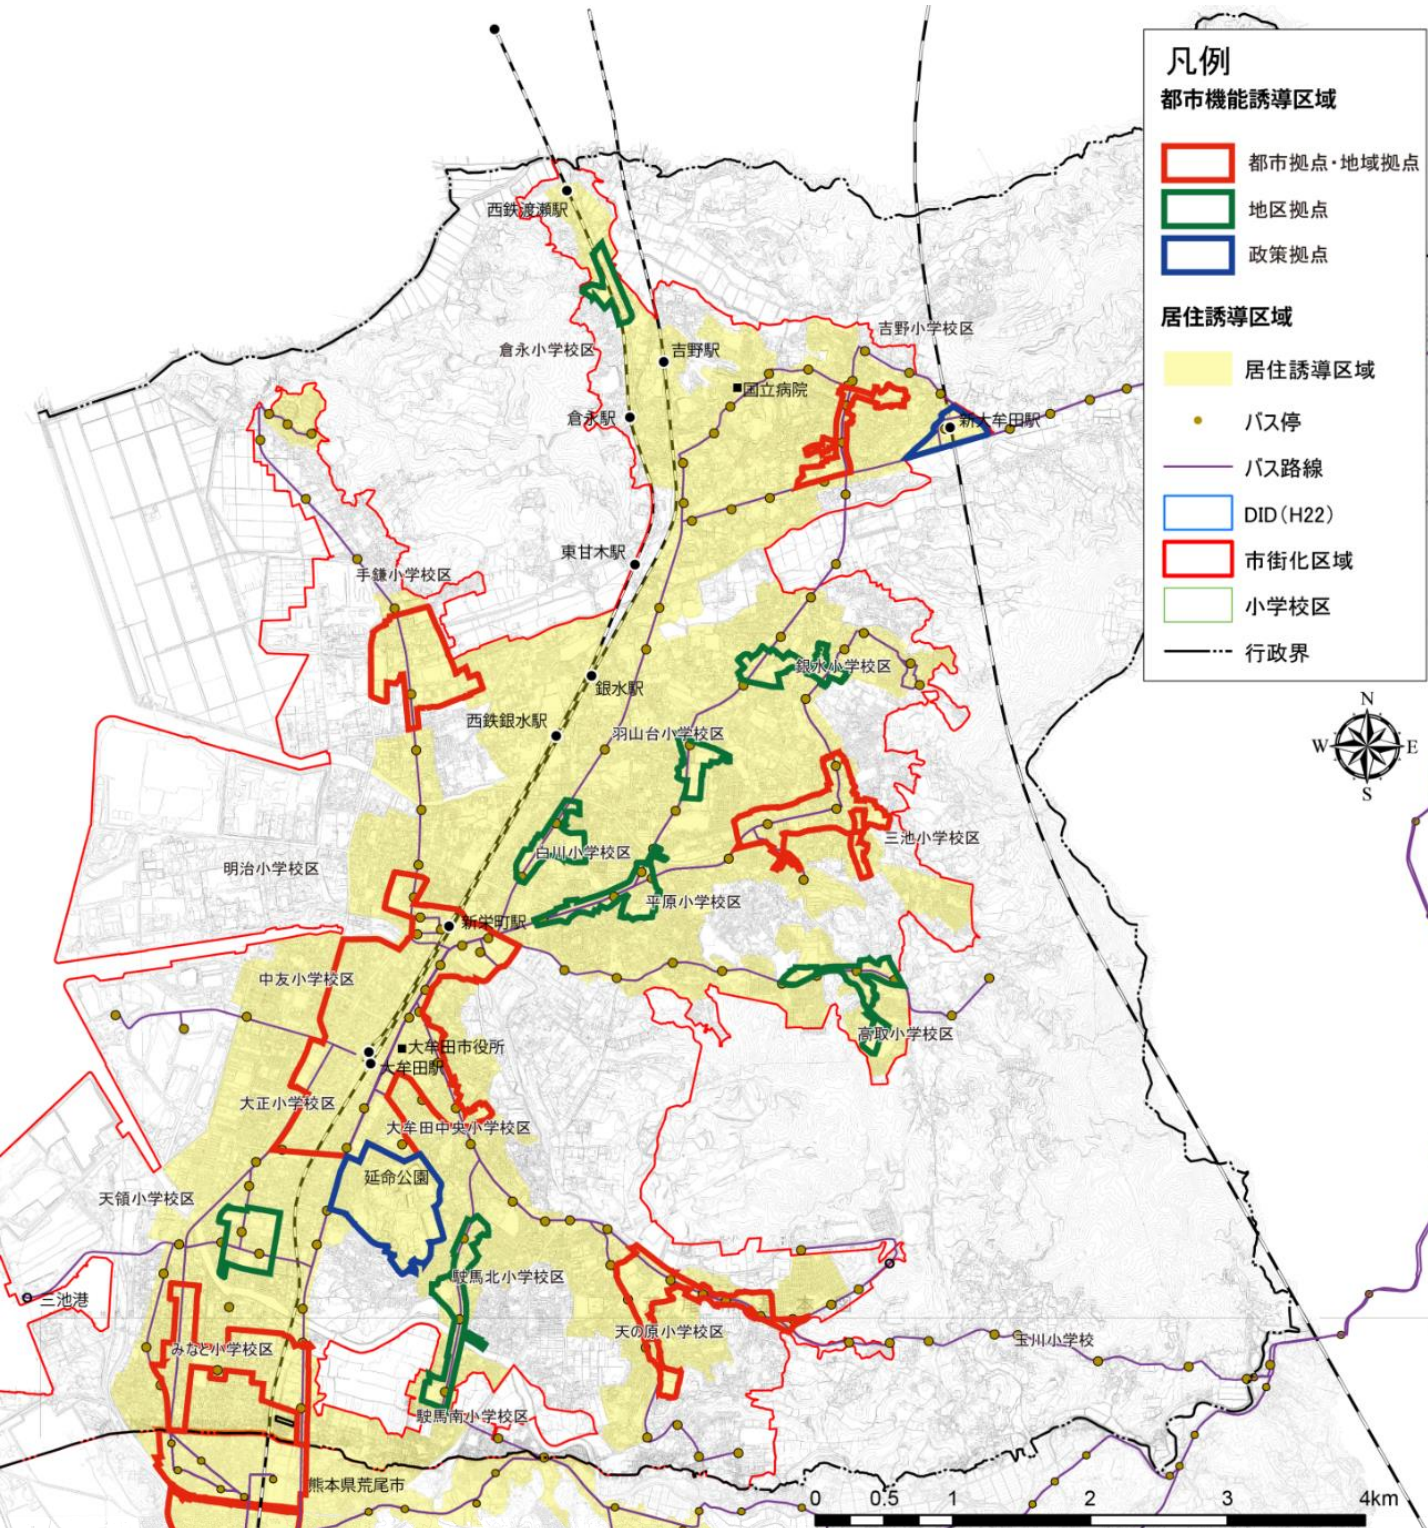 凡例
都市機能誘導区域
都市拠点・地域拠点
地区拠点
政策拠点
居住誘導区域
居住誘導区域
バス停
バス路線
DID（H22）
市街化区域
小学校区
行政界
N
W E
S
西鉄渡瀬駅
吉野小学校区
倉永小学校区
吉野駅
国立病院
倉永駅
新大牟田駅
東甘木駅
手鎌小学校区
銀水小学校区
銀水駅
西鉄銀水駅
羽山台小学校区
三池小学校区
白川小学校区
明治小学校区
平原小学校区
新栄町駅
中友小学校区
高取小学校区
大牟田市役所
大牟田駅
大正小学校区
大牟田中央小学校区
延命公園
天領小学校区
駛馬北小学校区
三池港
天の原小学校区
玉川小学校
みなと小学校区
駛馬南小学校区
熊本県荒尾市
0 0.5 1 2 3 4km